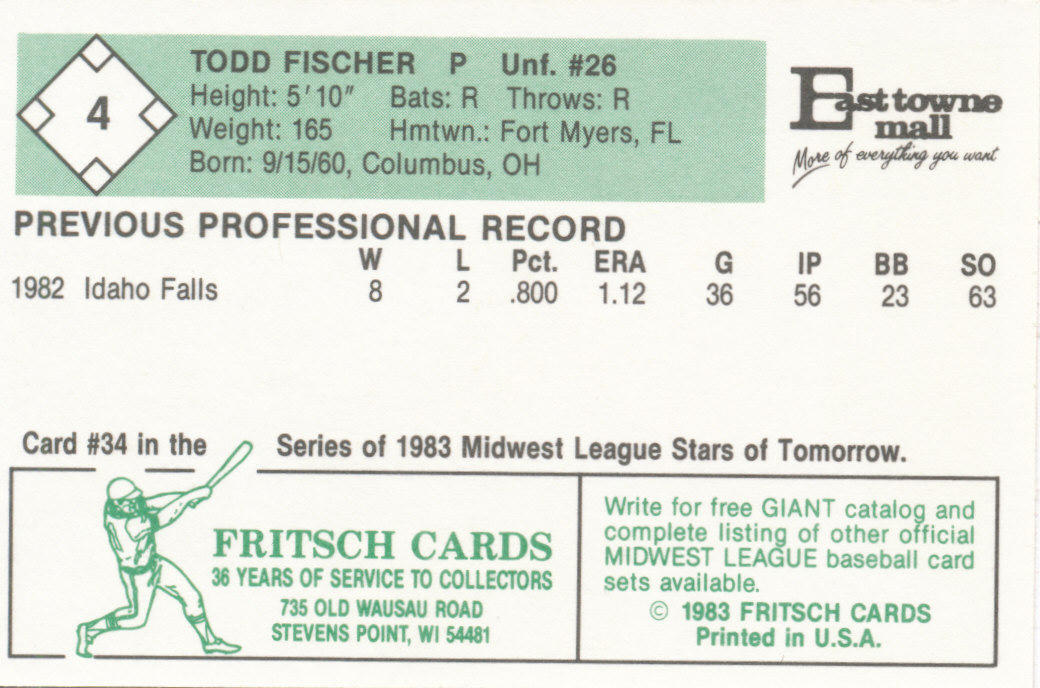 4
TODD FISCHER P Unf. #26
Height: 5'10" Bats: R Throws: R
Weight: 165 Hmtwn.: Fort Myers, FL
Born: 9/15/60, Columbus, OH
East towne
mall
More of everything you want
PREVIOUS PROFESSIONAL RECORD
W L Pct. ERA G IP BB SO
1982 Idaho Falls 8 2 .800 1.12 36 56 23 63
Card #34 in the Series of 1983 Midwest League Stars of Tomorrow.
FRITSCH CARDS
36 YEARS OF SERVICE TO COLLECTORS
735 OLD WAUSAU ROAD
STEVENS POINT, WI 54481
Write for free GIANT catalog and
complete listing of other official
MIDWEST LEAGUE baseball card
sets available.
© 1983 FRITSCH CARDS
Printed in U.S.A.